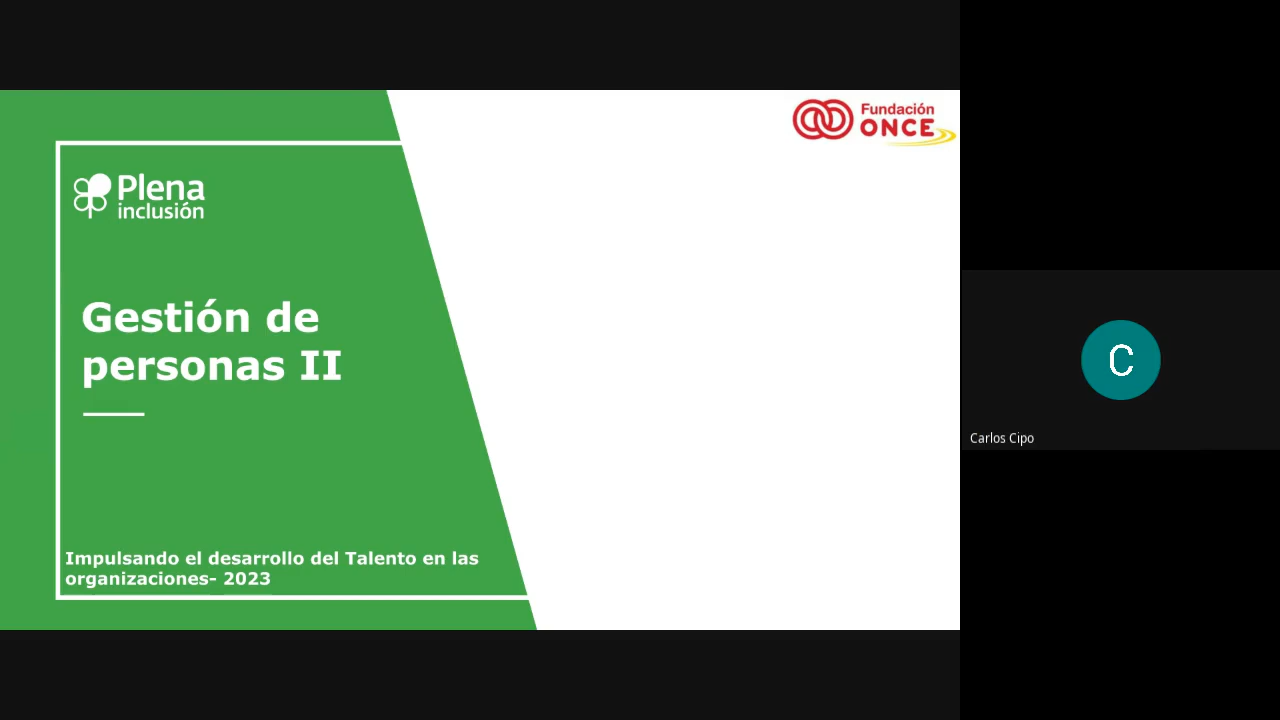 Fundación
ONCE
Plena
inclusión
Gestión de
personas II
Impulsando el desarrollo del Talento en las
organizaciones- 2023
C
Carlos Cipo